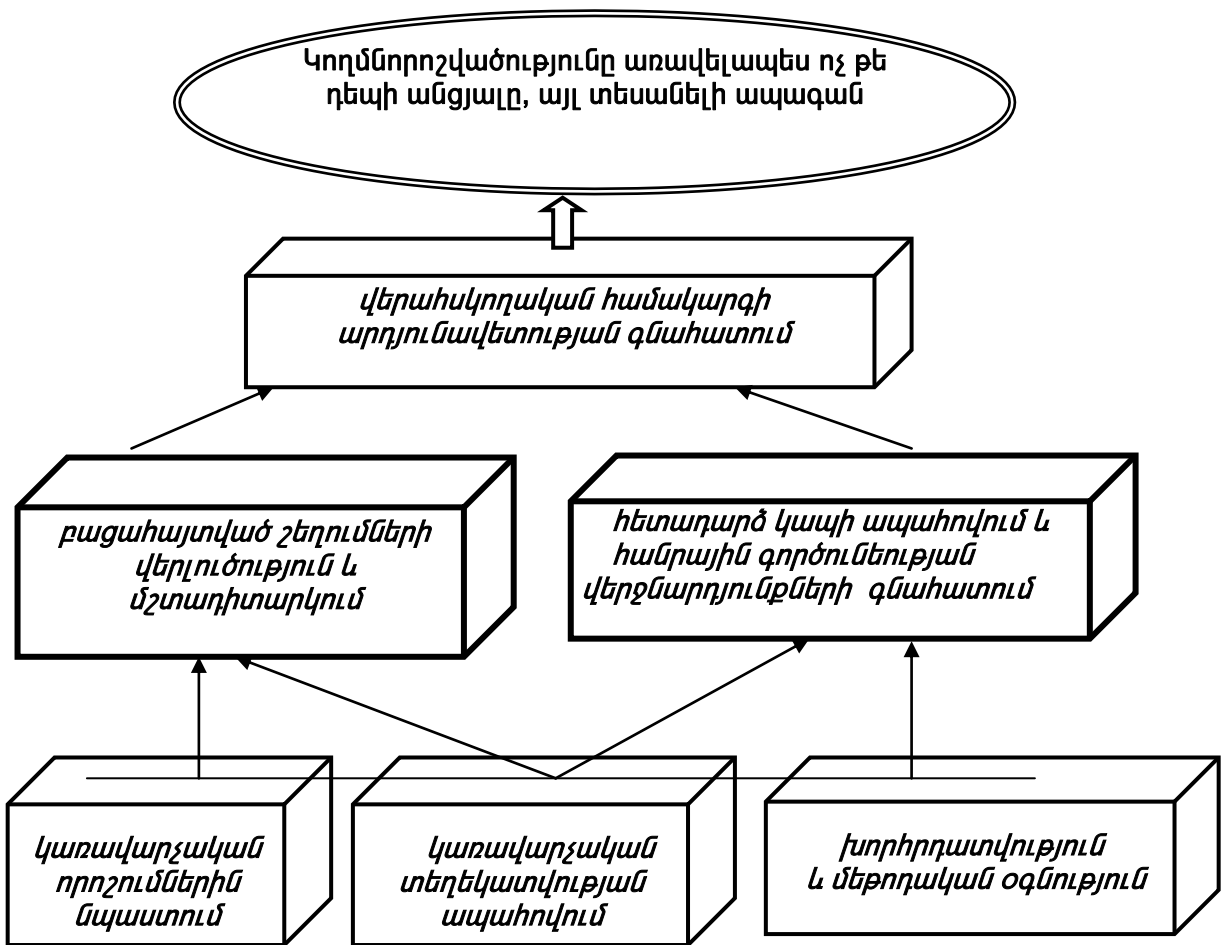 Կողմնորոշվածությունը առավելապես ոչ թե
դեպի անցյալը, այլ տեսանելի ապագան
վերահսկողական համակարգի
արդյունավետության գնահատում
բացահայտված շեղումների
վերլուծություն և
մշտադիտարկում
հետադարձ կապի ապահովում և
հանրային գործունեության
վերջնարդյունքների գնահատում
կառավարչական
որոշումներին
նպաստում
կառավարչական
տեղեկատվության
ապահովում
խորհրդատվություն
և մեթոդական օգնություն